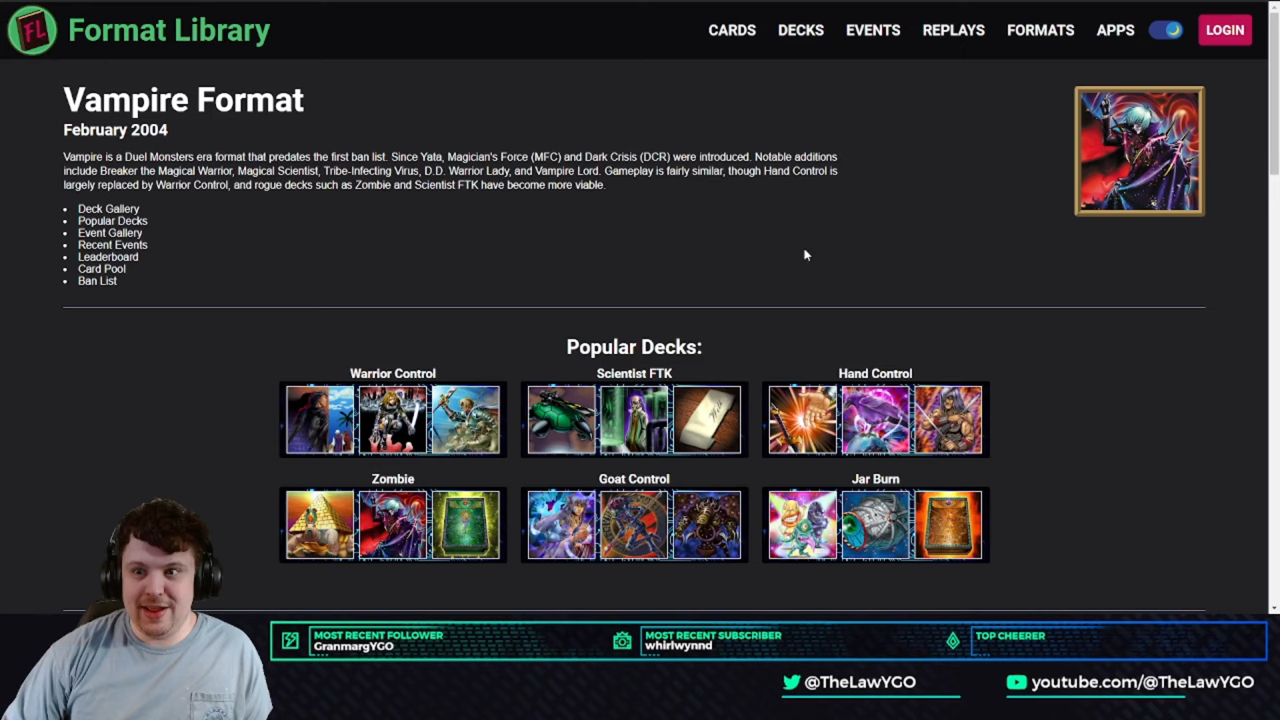 FL Format Library CARDS DECKS EVENTS REPLAYS FORMATS APPS LOGIN
Vampire Format
February 2004
Vampire is a Duel Monsters era format that predates the first ban list. Since Yata, Magician's Force (MFC) and Dark Crisis (DCR) were introduced. Notable additions
include Breaker the Magical Warrior, Magical Scientist, Tribe-Infecting Virus, D.D. Warrior Lady, and Vampire Lord. Gameplay is fairly similar, though Hand Control is
largely replaced by Warrior Control, and rogue decks such as Zombie and Scientist FTK have become more viable.
Deck Gallery
Popular Decks
Event Gallery
Recent Events
Leaderboard
Card Pool
Ban List
Popular Decks:
Warrior Control Scientist FTK Hand Control
Zombie Goat Control Jar Burn
MOST RECENT FOLLOWER
GranmargYGO
MOST RECENT SUBSCRIBER
whirlwynnd
TOP CHEERER
@TheLawYGO
youtube.com/@TheLawYGO